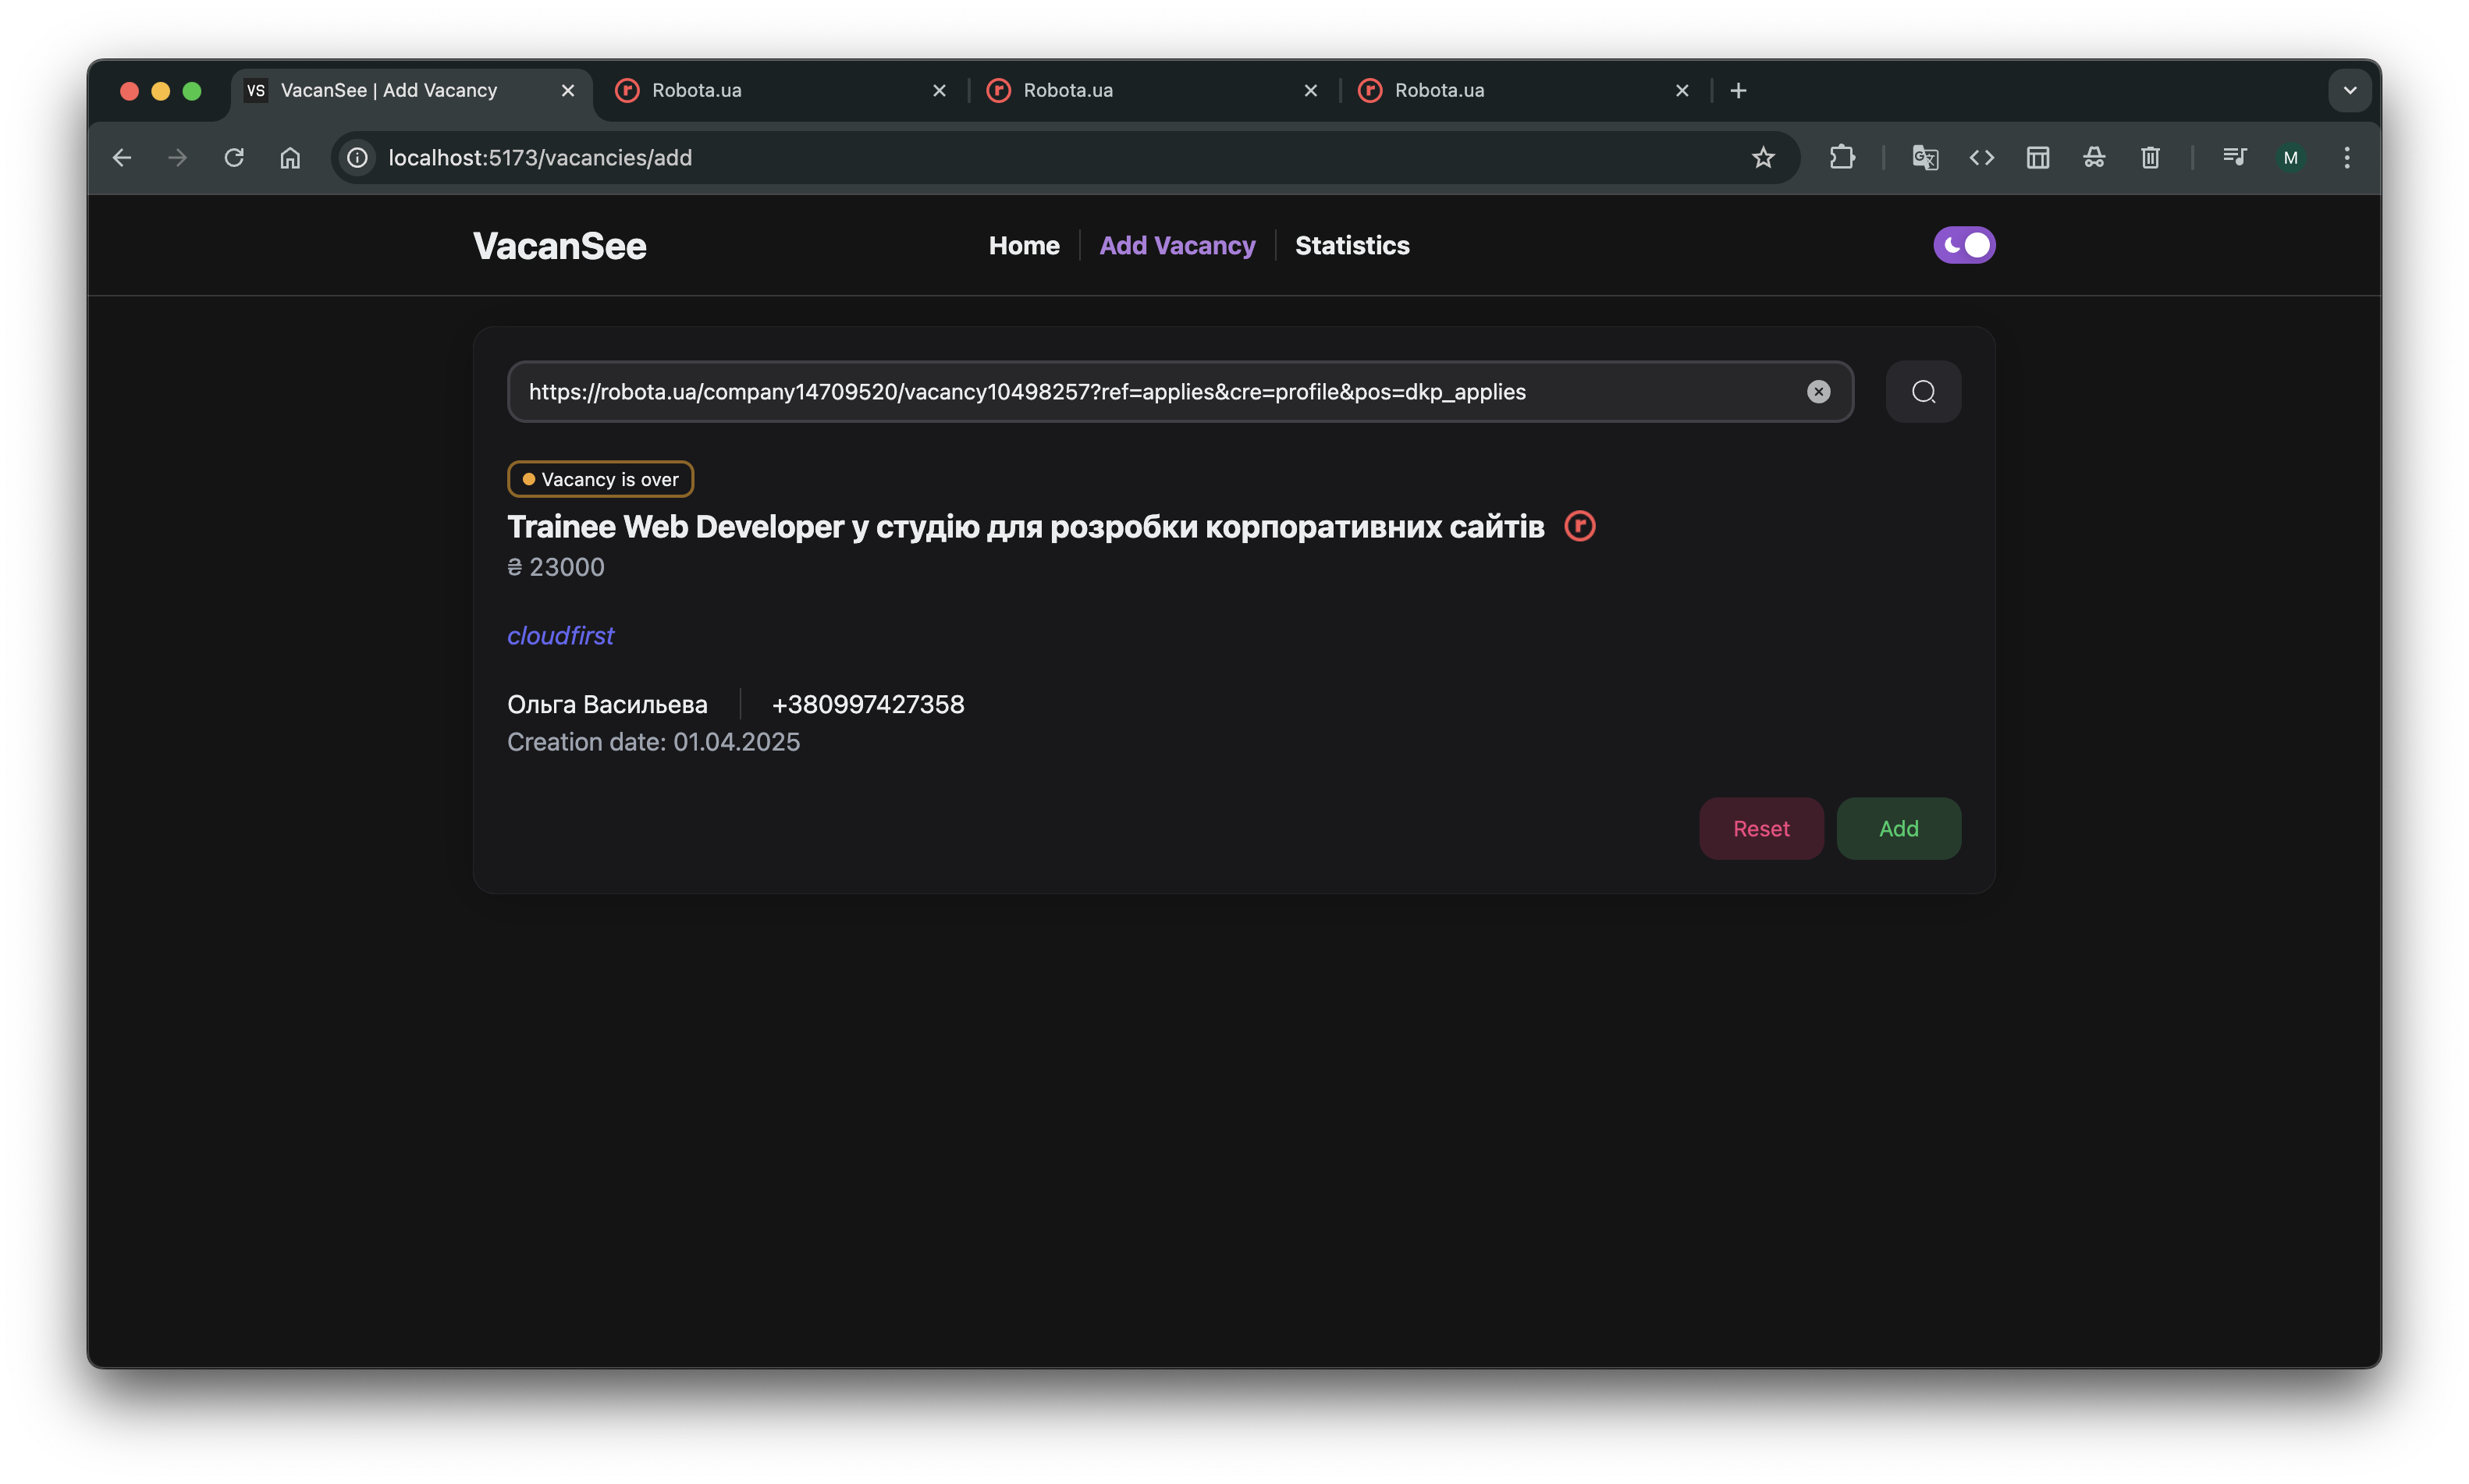 VS VacanSee | Add Vacancy Robota.ua Robota.ua Robota.ua
localhost:5173/vacancies/add M
VacanSee Home Add Vacancy Statistics
https://robota.ua/company14709520/vacancy10498257?ref=applies&cre=profile&pos=dkp_applies
Vacancy is over
Trainee Web Developer у студію для розробки корпоративних сайтів r
₴ 23000
cloudfirst
Ольга Васильева +380997427358
Creation date: 01.04.2025
Reset Add